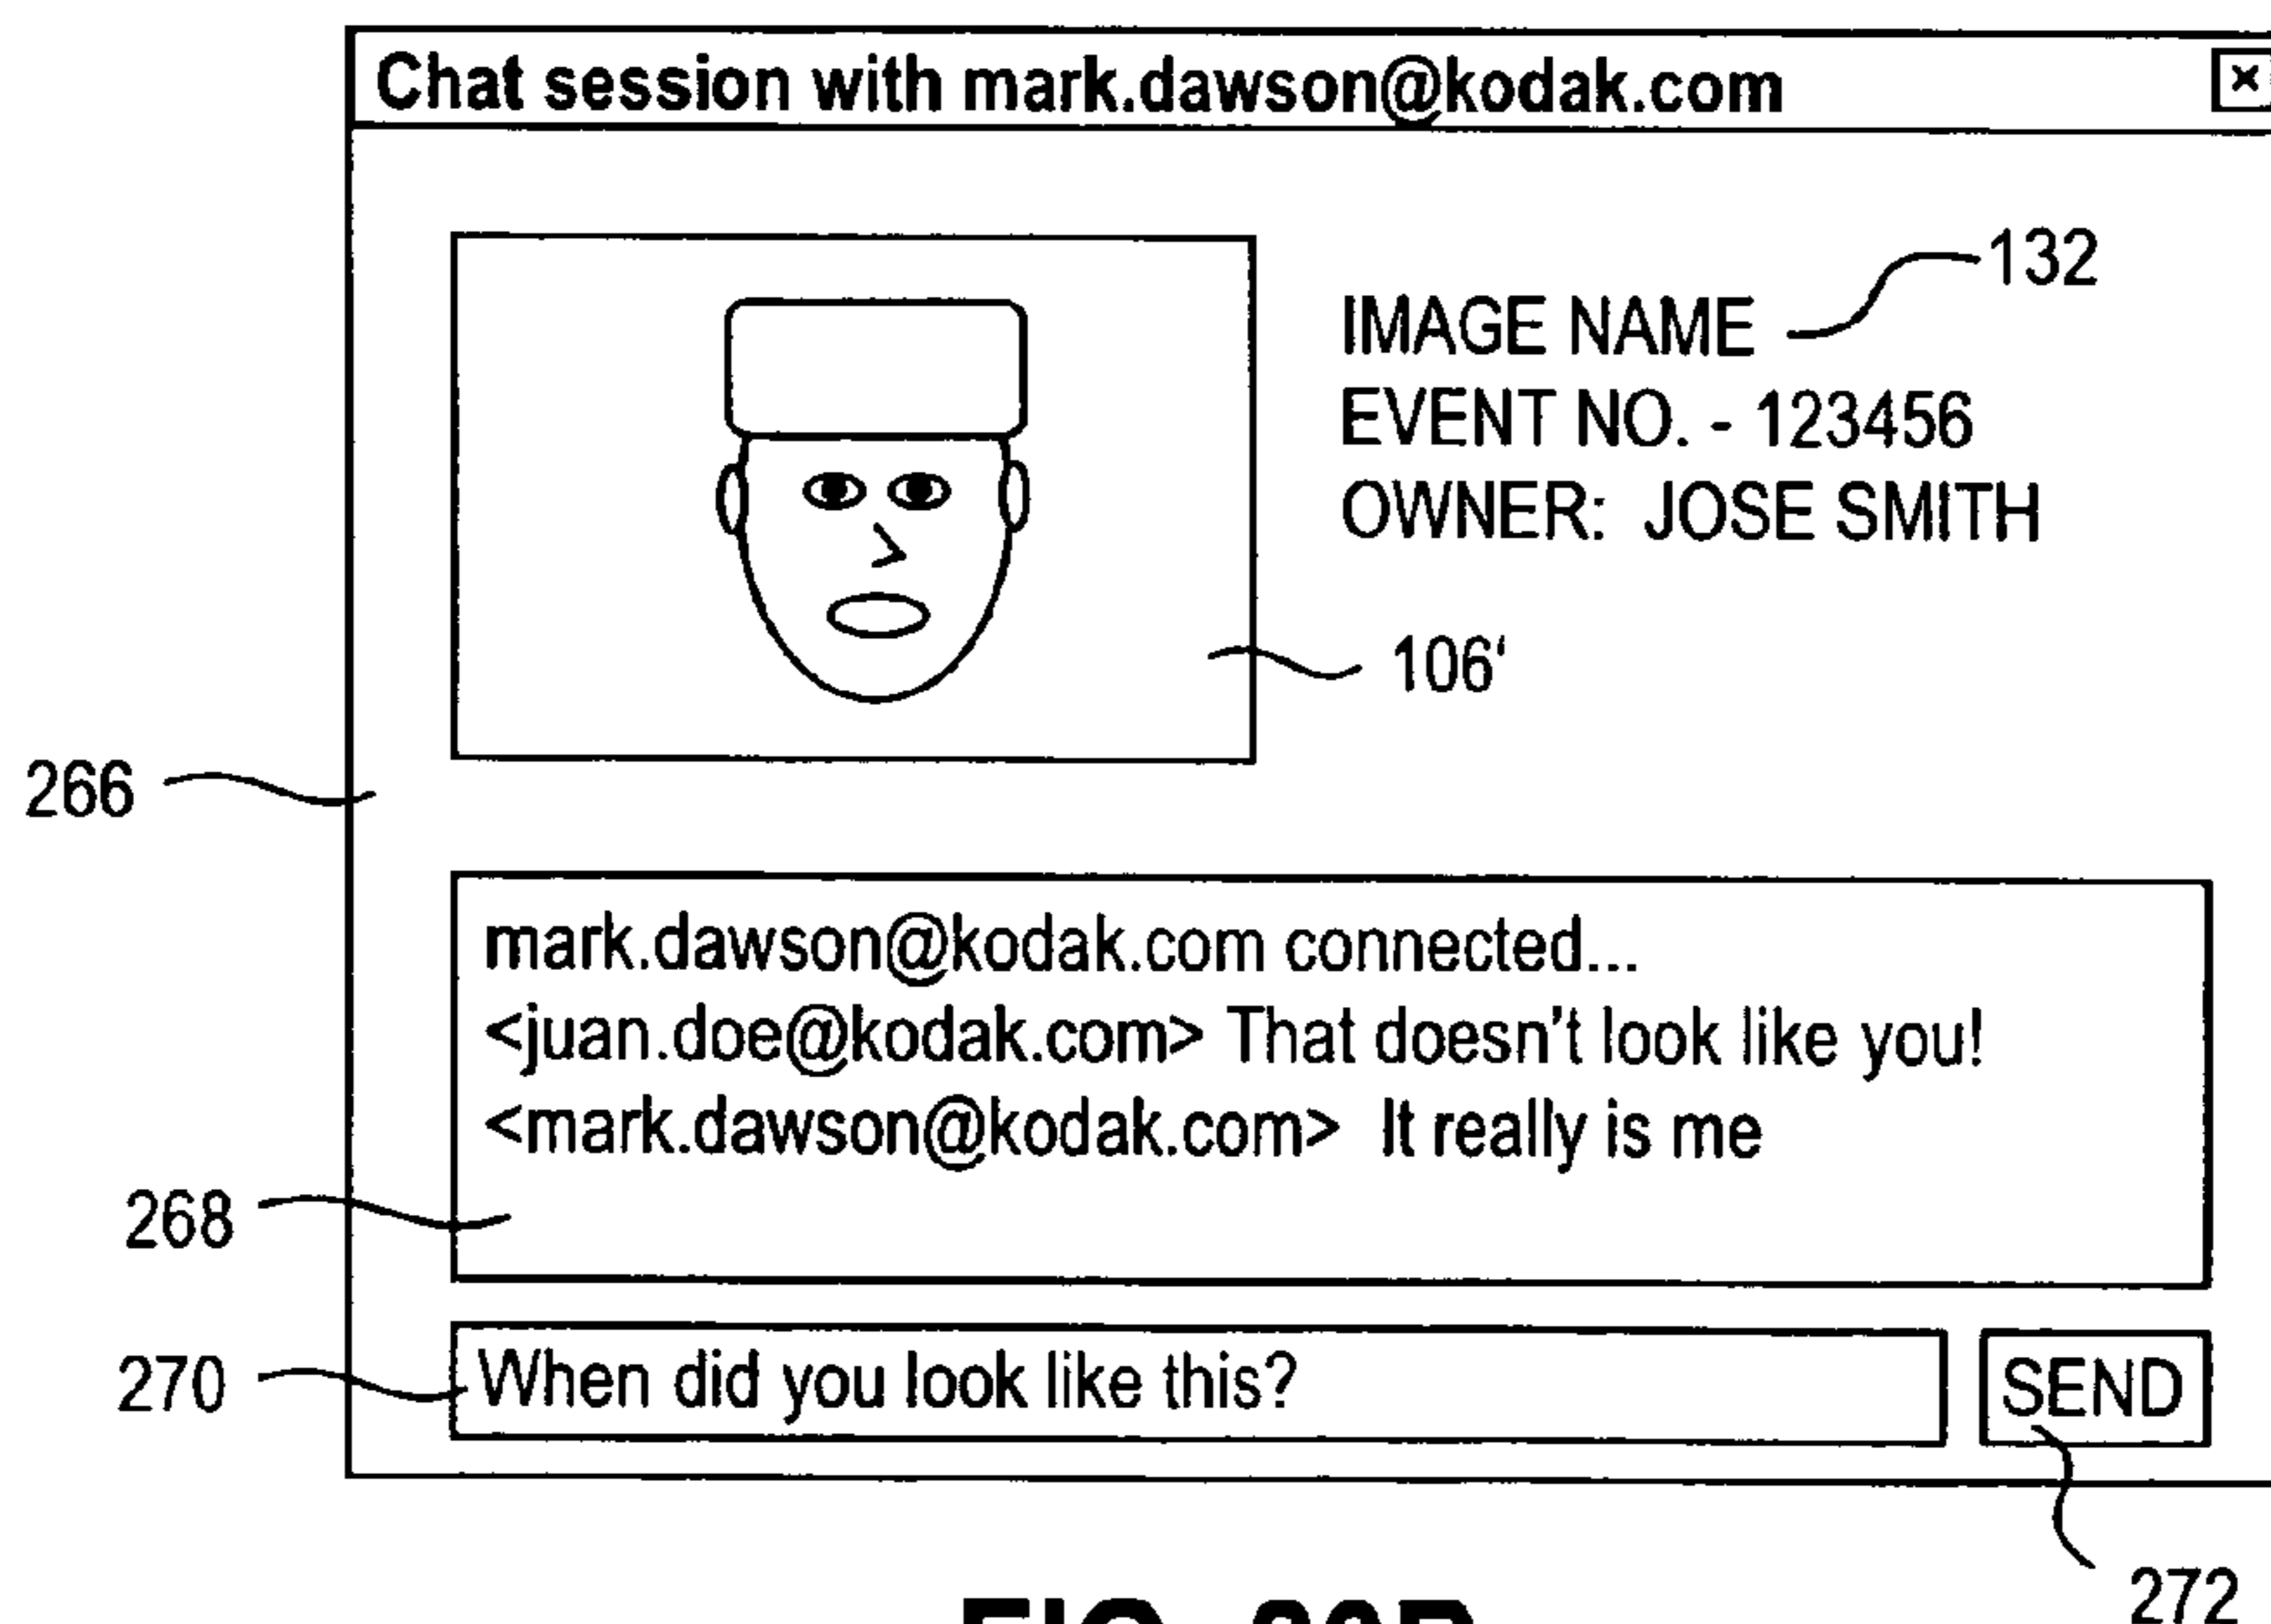 Chat session with mark.dawson@kodak.com
x
132
IMAGE NAME
EVENT NO. - 123456
OWNER: JOSE SMITH
106'
266
mark.dawson@kodak.com connected...
<juan.doe@kodak.com> That doesn't look like you!
<mark.dawson@kodak.com> It really is me
268
270
When did you look like this?
SEND
272
FIG.